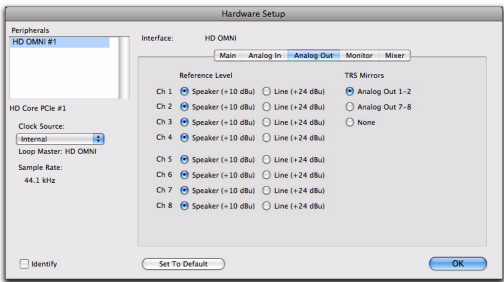 Hardware Setup
Peripherals
HD OMNI #1
Interface: HD OMNI
Main Analog In Analog Out Monitor Mixer
Reference Level TRS Mirrors
Ch 1 Speaker (+10 dBu) Line (+24 dBu) Analog Out 1-2
Ch 2 Speaker (+10 dBu) Line (+24 dBu) Analog Out 7-8
Ch 3 Speaker (+10 dBu) Line (+24 dBu) None
Ch 4 Speaker (+10 dBu) Line (+24 dBu)
Ch 5 Speaker (+10 dBu) Line (+24 dBu)
Ch 6 Speaker (+10 dBu) Line (+24 dBu)
Ch 7 Speaker (+10 dBu) Line (+24 dBu)
Ch 8 Speaker (+10 dBu) Line (+24 dBu)
HD Core PCIe #1
Clock Source:
Internal
Loop Master: HD OMNI
Sample Rate:
44.1 kHz
Identify
Set To Default
OK